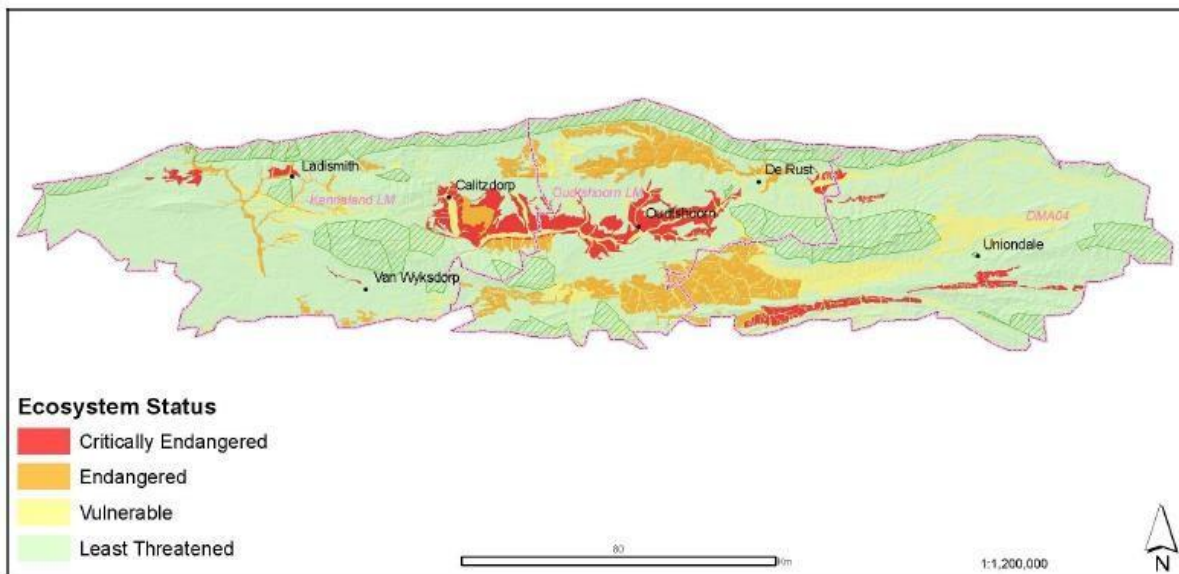 Ladismith
De Rust
Calitzdorp
Kannaland LM
Oudtshoorn LM
Oudtshoorn
DMA04
Uniondale
Van Wyksdorp
Ecosystem Status
Critically Endangered
Endangered
Vulnerable
Least Threatened
80
Km
1:1,200,000
N